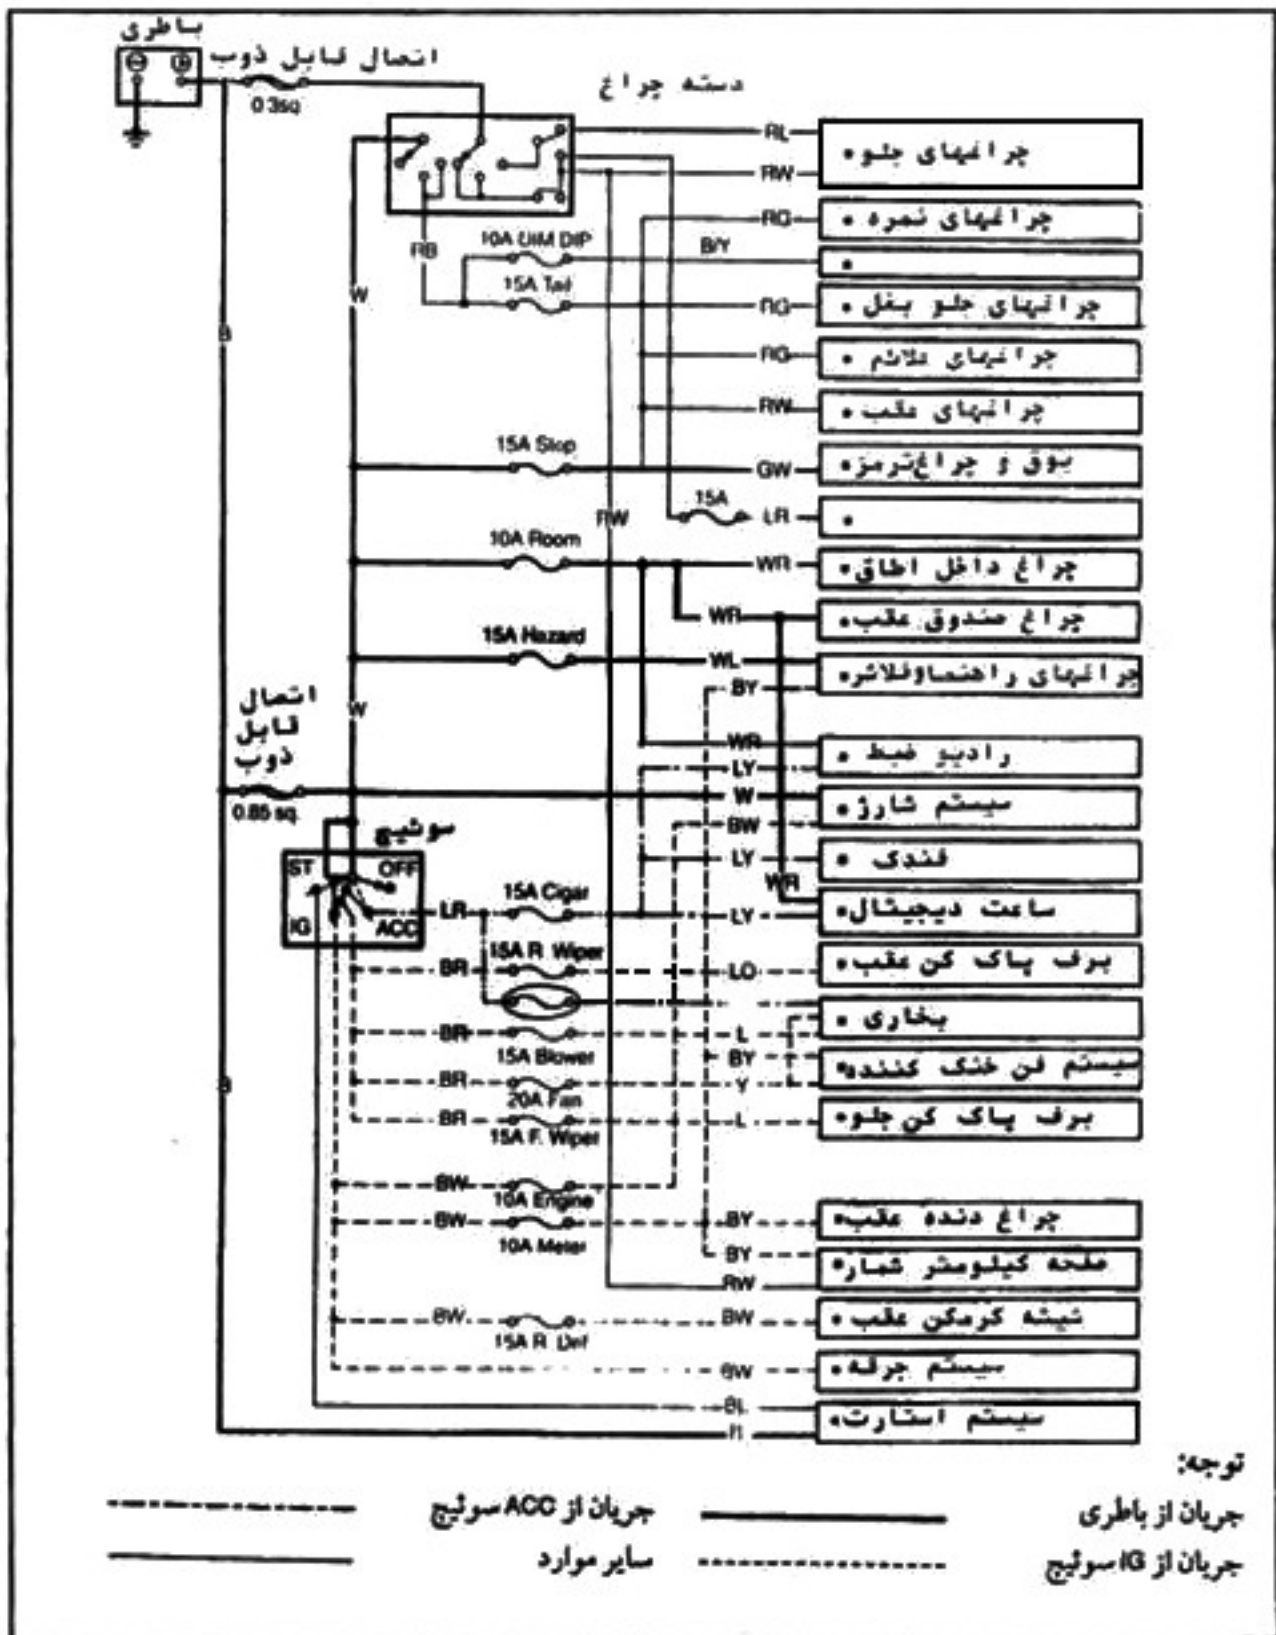 باطری
اتصال قابل ذوب
0.3sq
دسته چراغ
RL
چراغهای جلو
RW
RG
چراغهای نمره
RB
10A DIM DIP
B/Y
W
15A Tail
RG
چراغهای جلو بغل
B
RG
چراغهای علائم
RW
چراغهای عقب
15A Stop
GW
بوق و چراغ ترمز
RW
15A
LR
10A Room
WR
چراغ داخل اطاق
WR
چراغ صندوق عقب
15A Hazard
WL
چراغهای راهنما و فلاشر
BY
اتصال
قابل
ذوب
W
WR
رادیو ضبط
LY
0.85 sq.
W
سیستم شارژ
BW
سوئیچ
LY
فندک
ST
OFF
WR
15A Cigar
IG
ACC
LR
LY
ساعت دیجیتال
15A R. Wiper
BR
LO
برف پاک کن عقب
بخاری
BR
15A Blower
L
BY
سیستم فن خنک کننده
B
BR
20A Fan
Y
BR
15A F. Wiper
L
برف پاک کن جلو
BW
10A Engine
BW
10A Meter
BY
چراغ دنده عقب
BY
صفحه کیلومتر شمار
RW
BW
15A R. Def
BW
شیشه گرمکن عقب
BW
سیستم جرقه
BL
سیستم استارت
توجه:
جریان از باطری
جریان از ACC سوئیچ
جریان از IG سوئیچ
سایر موارد